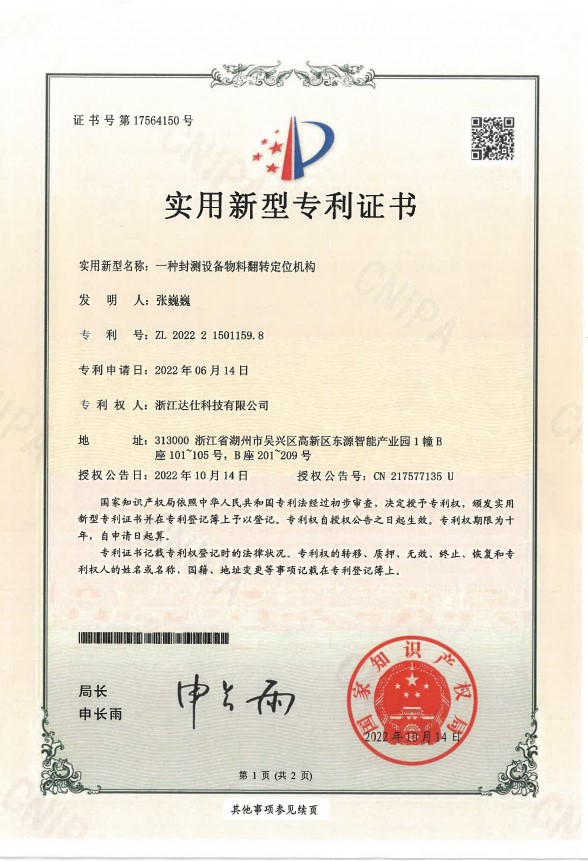 证书号第17564150号
实用新型专利证书
实用新型名称：一种封测设备物料翻转定位机构
发 明 人：张巍巍
专 利 号：ZL 2022 2 1501159.8
专利申请日：2022年06月14日
专 利 权 人：浙江达仕科技有限公司
地 址：313000 浙江省湖州市吴兴区高新区东源智能产业园1幢B
座101~105号，B座201~209号
授权公告日：2022年10月14日 授权公告号：CN 217577135 U
国家知识产权局依照中华人民共和国专利法经过初步审查，决定授予专利权，颁发实用
新型专利证书并在专利登记簿上予以登记。专利权自授权公告之日起生效。专利权期限为十
年，自申请日起算。
专利证书记载专利权登记时的法律状况。专利权的转移、质押、无效、终止、恢复和专
利权人的姓名或名称、国籍、地址变更等事项记载在专利登记簿上。
局长
申长雨
申长雨
国家知识产权局
2022年10月14日
第 1 页 (共 2 页)
其他事项参见续页
CNIPA
CNIPA